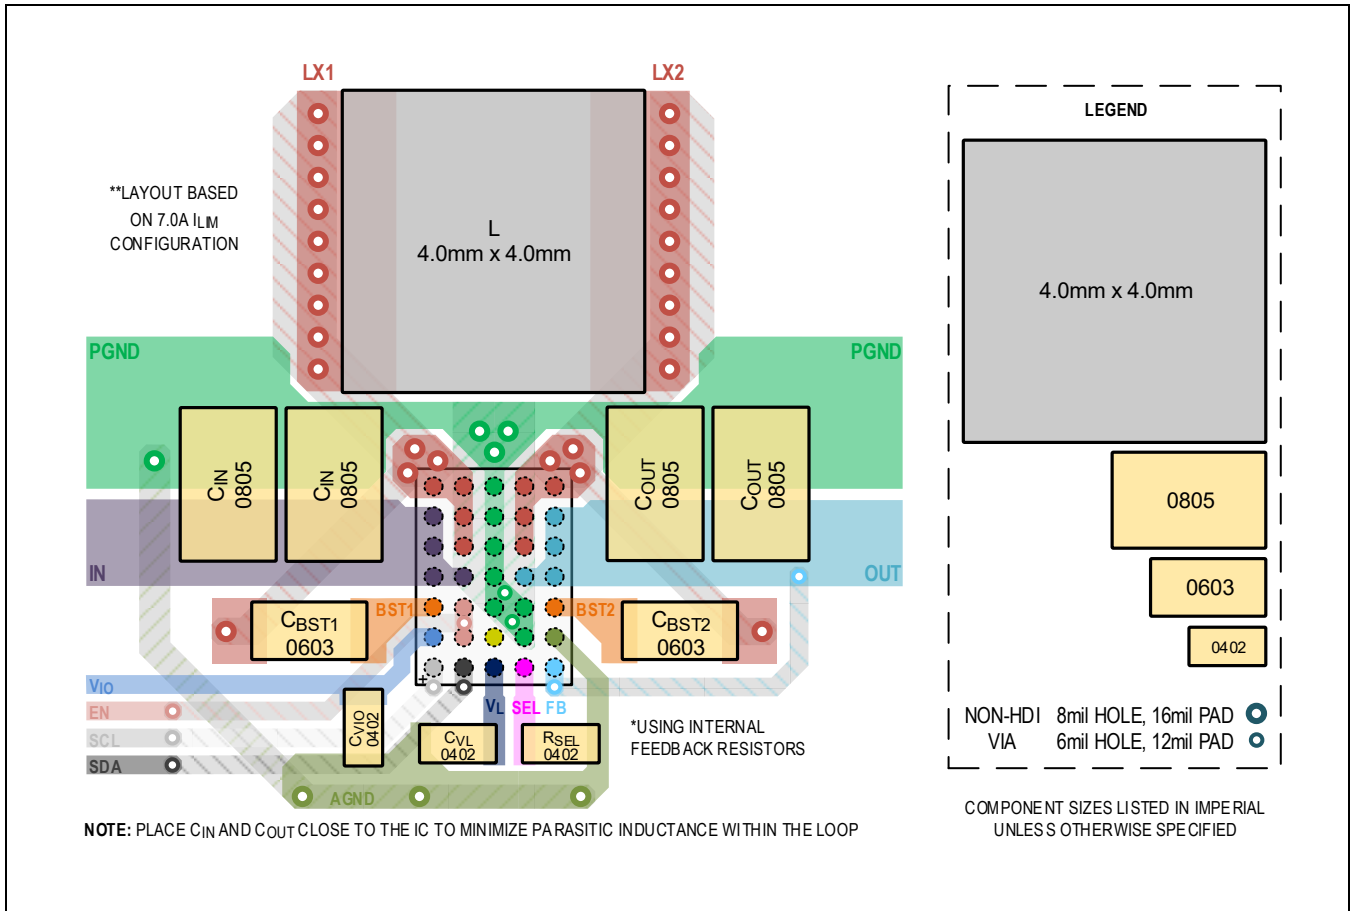 LX1
LX2
**LAYOUT BASED
ON 7.0A ILIM
CONFIGURATION
L
4.0mm x 4.0mm
PGND
PGND
CIN
0805
CIN
0805
COUT
0805
COUT
0805
IN
OUT
BST1
BST2
CBST1
0603
CBST2
0603
VIO
EN
SCL
SDA
+
CVIO
0402
VL SEL FB
CVL
0402
RSEL
0402
*USING INTERNAL
FEEDBACK RESISTORS
AGND
NOTE: PLACE CIN AND COUT CLOSE TO THE IC TO MINIMIZE PARASITIC INDUCTANCE WITHIN THE LOOP
LEGEND
4.0mm x 4.0mm
0805
0603
0402
NON-HDI 8mil HOLE, 16mil PAD
VIA 6mil HOLE, 12mil PAD
COMPONENT SIZES LISTED IN IMPERIAL
UNLESS OTHERWISE SPECIFIED